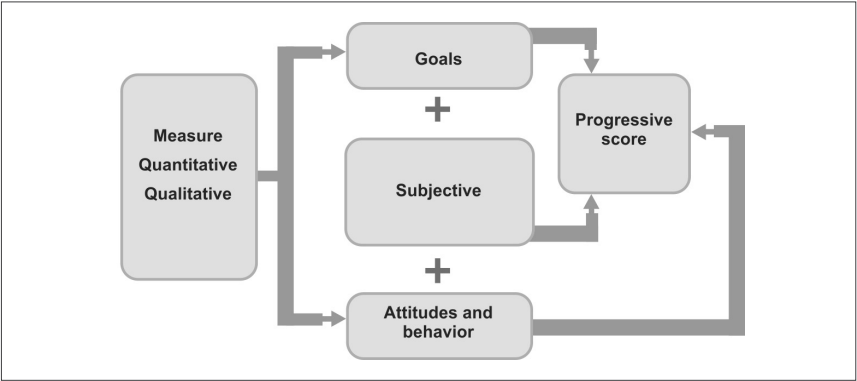 Measure
Quantitative
Qualitative
Goals
+
Subjective
+
Attitudes and
behavior
Progressive
score